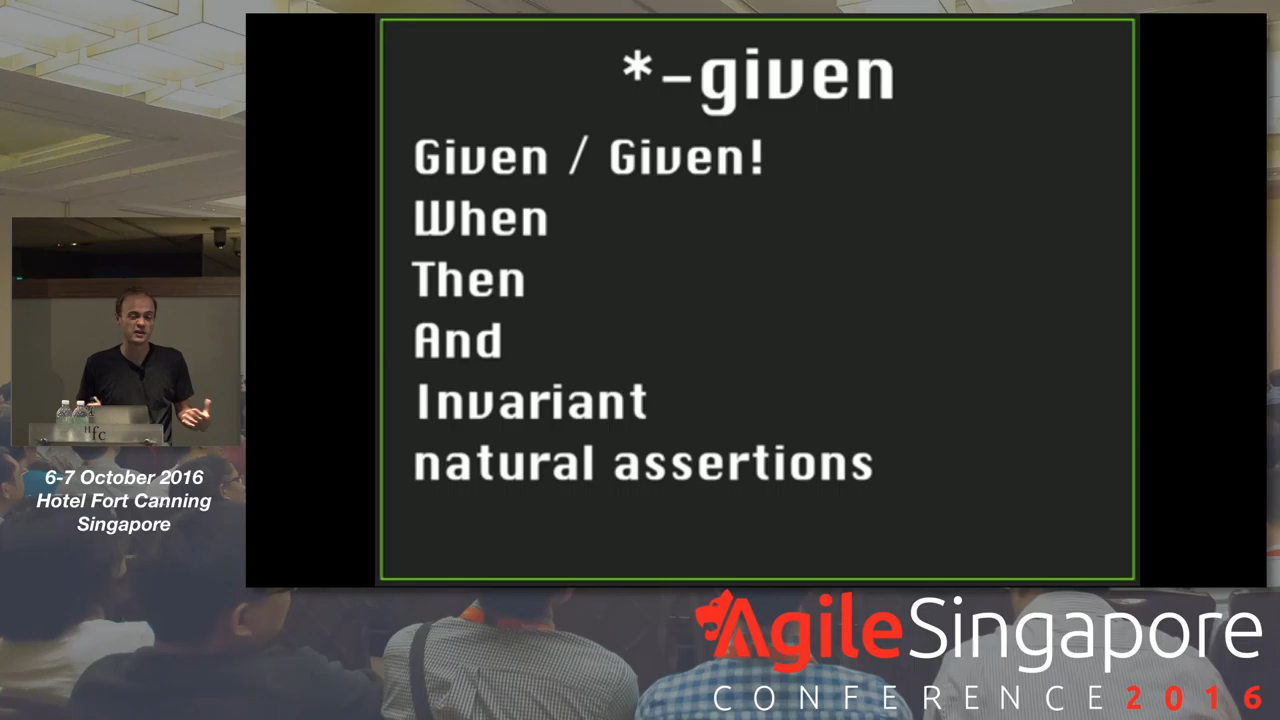 *-given
Given / Given!
When
Then
And
Invariant
natural assertions
fc
6-7 October 2016
Hotel Fort Canning
Singapore
AgileSingapore
CONFERENCE 2016